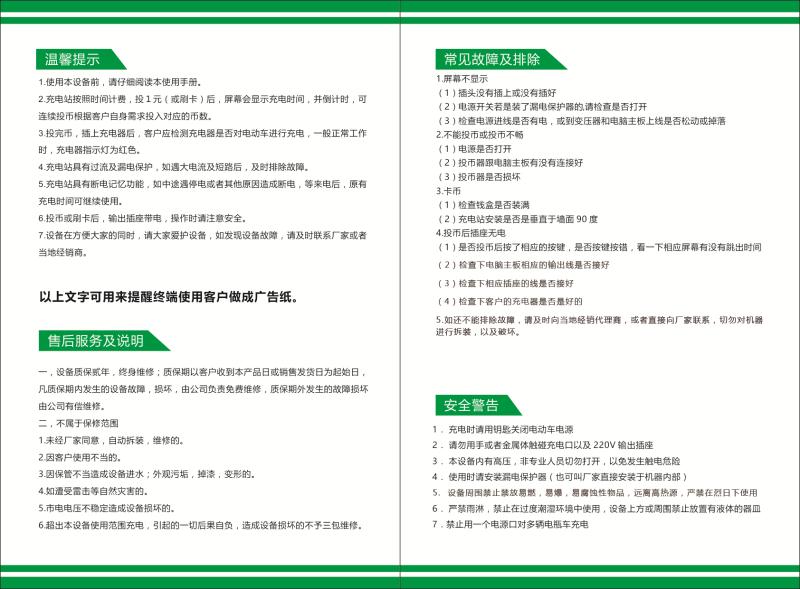 温馨提示
1.使用本设备前，请仔细阅读本使用手册。
2.充电站按照时间计费，投１元（或刷卡）后，屏幕会显示充电时间，并倒计时，可
连续投币根据客户自身需求投入对应的币数。
3.投完币，插上充电器后，客户应检测充电器是否对电动车进行充电，一般正常工作
时，充电器指示灯为红色。
4.充电站具有过流及漏电保护，如遇大电流及短路后，及时排除故障。
5.充电站具有断电记忆功能，如中途遇停电或者其他原因造成断电，等来电后，原有
充电时间可继续使用。
6.投币或刷卡后，输出插座带电，操作时请注意安全。
7.设备在方便大家的同时，请大家爱护设备，如发现设备故障，请及时联系厂家或者
当地经销商。
以上文字可用来提醒终端使用客户做成广告纸。
售后服务及说明
一，设备质保贰年，终身维修；质保期以客户收到本产品日或销售发货日为起始日，
凡质保期内发生的设备故障，损坏，由公司负责免费维修，质保期外发生的故障损坏
由公司有偿维修。
二，不属于保修范围
1.未经厂家同意，自动拆装，维修的。
2.因客户使用不当的。
3.因保管不当造成设备进水；外观污垢，掉漆，变形的。
4.如遭受雷击等自然灾害的。
5.市电电压不稳定造成设备损坏的。
6.超出本设备使用范围充电，引起的一切后果自负，造成设备损坏的不予三包维修。
常见故障及排除
1.屏幕不显示
（1）插头没有插上或没有插好
（2）电源开关若是装了漏电保护器的,请检查是否打开
（3）检查电源进线是否有电，或到变压器和电脑主板上线是否松动或掉落
2.不能投币或投币不畅
（1）电源是否打开
（2）投币器跟电脑主板有没有连接好
（3）投币器是否损坏
3.卡币
（1）检查钱盒是否装满
（2）充电站安装是否是垂直于墙面 90 度
4.投币后插座无电
（1）是否投币后按了相应的按键，是否按键按错，看一下相应屏幕有没有跳出时间
（2）检查下电脑主板相应的输出线是否接好
（3）检查下相应插座的线是否接好
（4）检查下客户的充电器是否是好的
5.如还不能排除故障，请及时向当地经销代理商，或者直接向厂家联系，切勿对机器
进行拆装，以及破坏。
安全警告
1．充电时请用钥匙关闭电动车电源
2．请勿用手或者金属体触碰充电口以及 220V 输出插座
3．本设备内有高压，非专业人员切勿打开，以免发生触电危险
4．使用时请安装漏电保护器（也可叫厂家直接安装于机器内部）
5．设备周围禁止禁放易燃，易爆，易腐蚀性物品，远离高热源，严禁在烈日下使用
6．严禁雨淋，禁止在过度潮湿环境中使用，设备上方或周围禁止放置有液体的器皿
7．禁止用一个电源口对多辆电瓶车充电